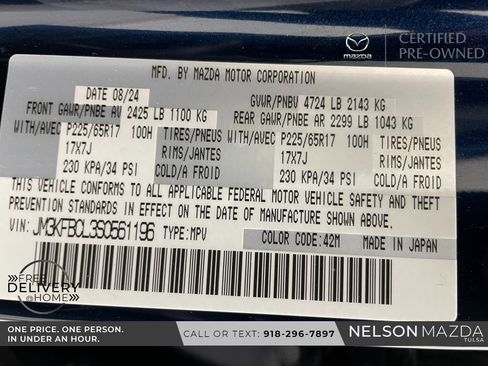 mazda
CERTIFIED
PRE-OWNED
MFD. BY MAZDA MOTOR CORPORATION
DATE 08/24
GVWR/PNBV 4724 LB 2143 KG
FRONT GAWR/PNBE AV 2425 LB 1100 KG
REAR GAWR/PNBE AR 2299 LB 1043 KG
WITH/AVEC P225/65R17 100H TIRES/PNEUS WITH/AVEC P225/65R17 100H TIRES/PNEUS
17X7J RIMS/JANTES 17X7J RIMS/JANTES
230 KPA/34 PSI COLD/A FROID 230 KPA/34 PSI COLD/A FROID
THIS VEHICLE CONFORMS TO ALL APPLICABLE FEDERAL MOTOR VEHICLE SAFETY AND THEFT
PREVENTION STANDARDS IN EFFECT ON THE DATE OF MANUFACTURE SHOWN ABOVE.
VIN: JM3KFBCL3S0561196 TYPE: MPV COLOR CODE: 42M MADE IN JAPAN
FREE
DELIVERY
@HOME
ONE PRICE. ONE PERSON.
IN UNDER AN HOUR.
CALL OR TEXT: 918-296-7897
NELSON MAZDA
TULSA